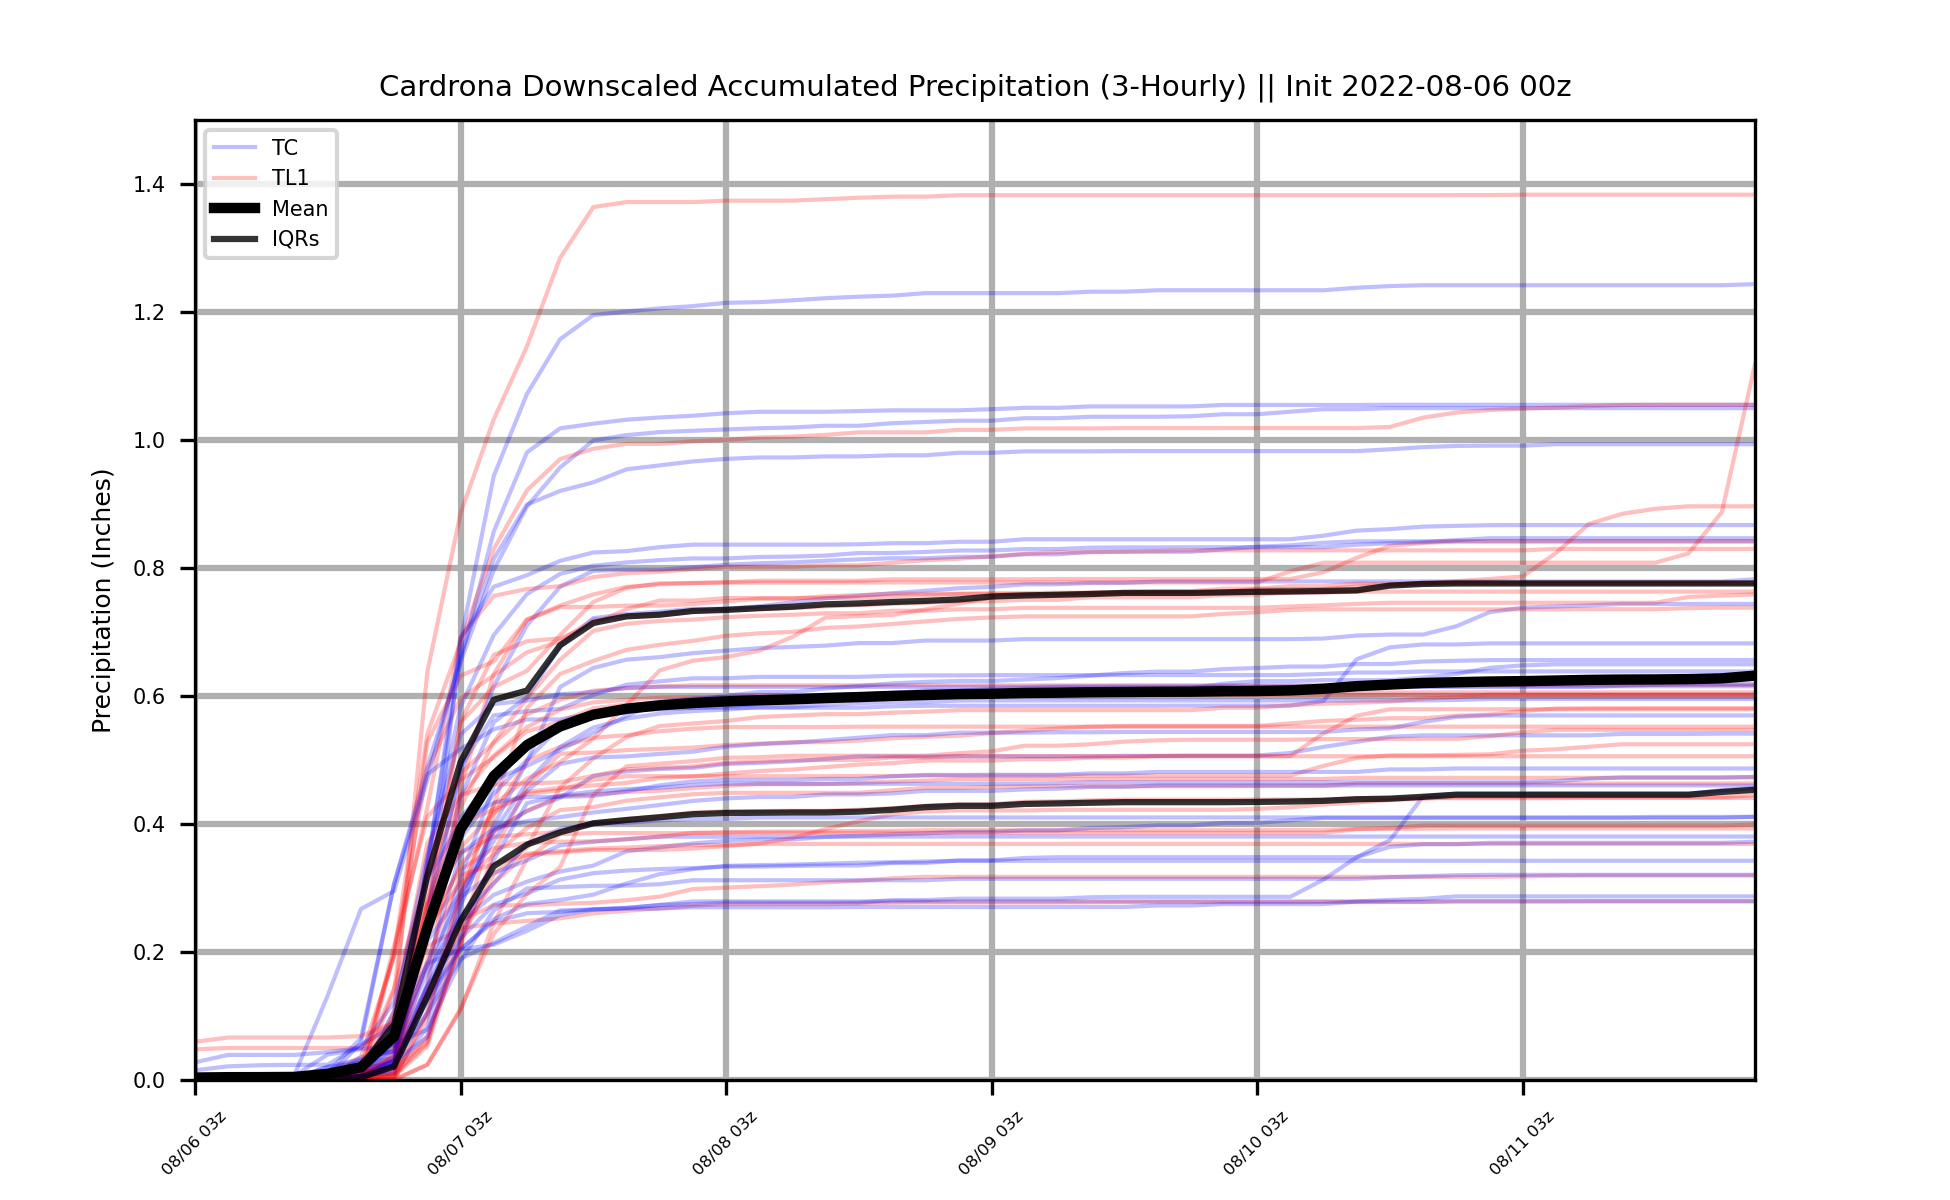 Cardrona Downscaled Accumulated Precipitation (3-Hourly) || Init 2022-08-06 00z
TC
TL1
Mean
IQRs
Precipitation (Inches)
1.4
1.2
1.0
0.8
0.6
0.4
0.2
0.0
08/06 03z
08/07 03z
08/08 03z
08/09 03z
08/10 03z
08/11 03z